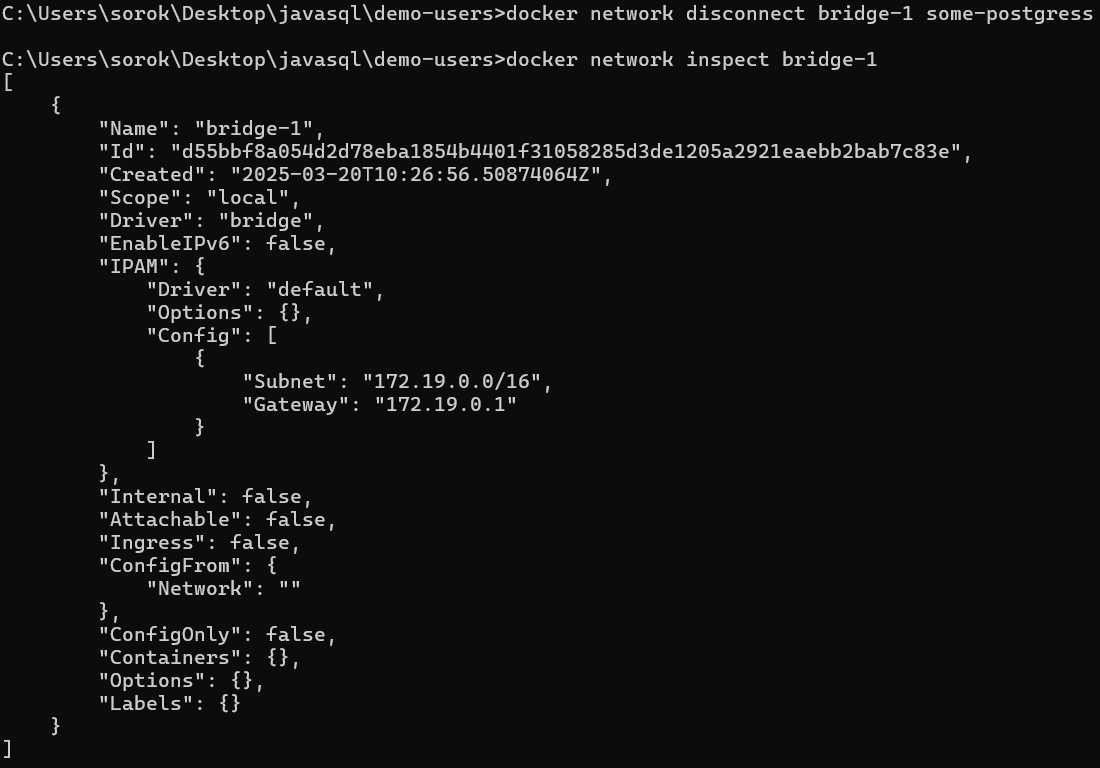 C:\Users\sorok\Desktop\javasql\demo-users>docker network disconnect bridge-1 some-postgress
C:\Users\sorok\Desktop\javasql\demo-users>docker network inspect bridge-1
[
    {
        "Name": "bridge-1",
        "Id": "d55bbf8a054d2d78eba1854b4401f31058285d3de1205a2921eaebb2bab7c83e",
        "Created": "2025-03-20T10:26:56.50874064Z",
        "Scope": "local",
        "Driver": "bridge",
        "EnableIPv6": false,
        "IPAM": {
            "Driver": "default",
            "Options": {},
            "Config": [
                {
                    "Subnet": "172.19.0.0/16",
                    "Gateway": "172.19.0.1"
                }
            ]
        },
        "Internal": false,
        "Attachable": false,
        "Ingress": false,
        "ConfigFrom": {
            "Network": ""
        },
        "ConfigOnly": false,
        "Containers": {},
        "Options": {},
        "Labels": {}
    }
]